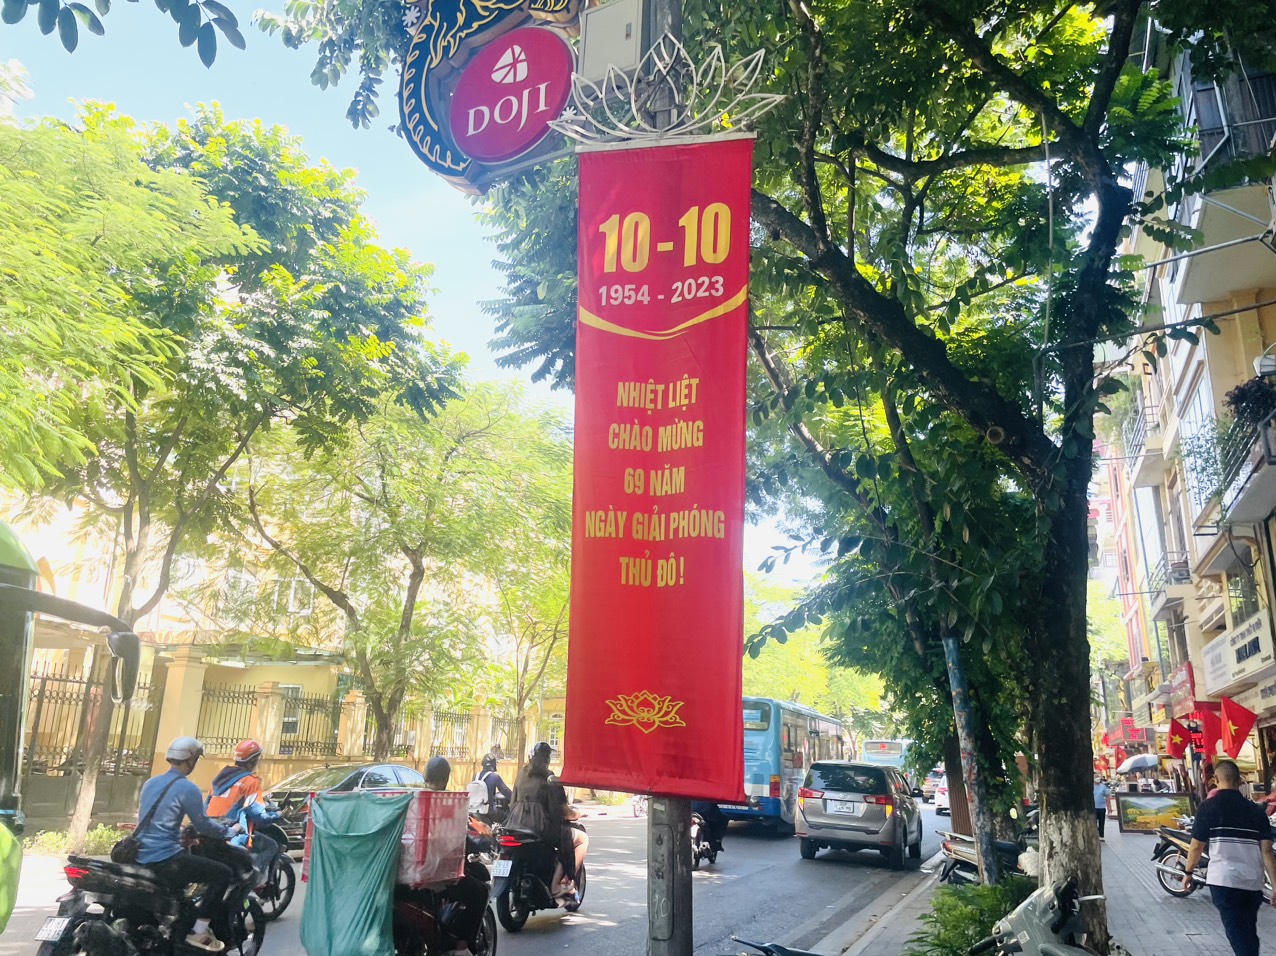 DOJI
10-10
1954 - 2023
NHIỆT LIỆT
CHÀO MỪNG
69 NĂM
NGÀY GIẢI PHÓNG
THỦ ĐÔ!